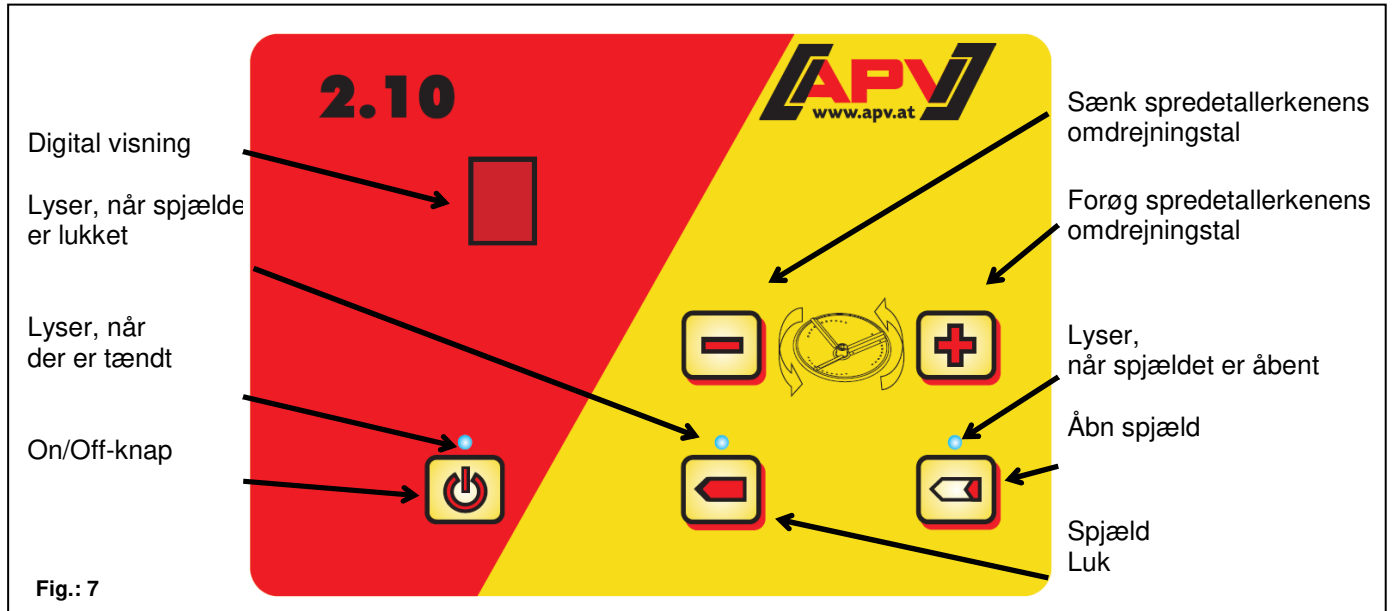 2.10
APV
www.apv.at
Digital visning
Lyser, når spjælde
er lukket
Lyser, når
der er tændt
On/Off-knap
Sænk spredetallerkenens
omdrejningstal
Forøg spredetallerkenens
omdrejningstal
Lyser,
når spjældet er åbent
Åbn spjæld
Spjæld
Luk
Fig.: 7